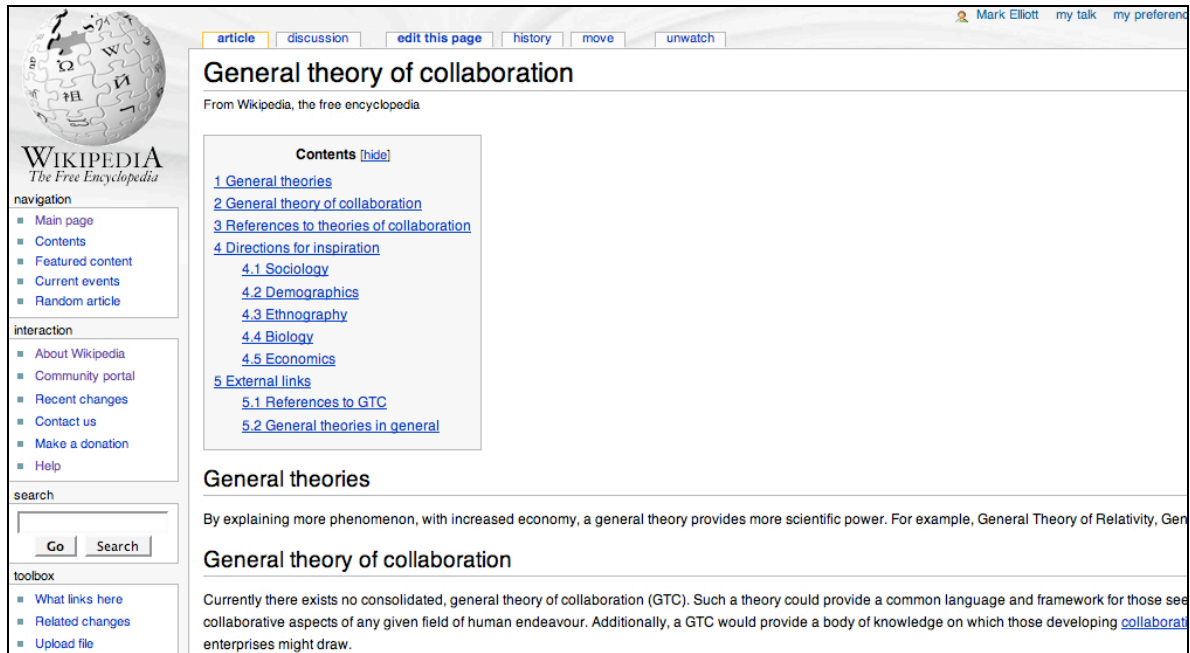 Mark Elliott my talk my preferenc
article discussion edit this page history move unwatch
General theory of collaboration
From Wikipedia, the free encyclopedia
Contents [hide]
1 General theories
2 General theory of collaboration
3 References to theories of collaboration
4 Directions for inspiration
4.1 Sociology
4.2 Demographics
4.3 Ethnography
4.4 Biology
4.5 Economics
5 External links
5.1 References to GTC
5.2 General theories in general
General theories
By explaining more phenomenon, with increased economy, a general theory provides more scientific power. For example, General Theory of Relativity, Gen
General theory of collaboration
Currently there exists no consolidated, general theory of collaboration (GTC). Such a theory could provide a common language and framework for those see
collaborative aspects of any given field of human endeavour. Additionally, a GTC would provide a body of knowledge on which those developing collaborati
enterprises might draw.
W
Ω
И
祖
WIKIPEDIA
The Free Encyclopedia
navigation
Main page
Contents
Featured content
Current events
Random article
interaction
About Wikipedia
Community portal
Recent changes
Contact us
Make a donation
Help
search
Go Search
toolbox
What links here
Related changes
Upload file